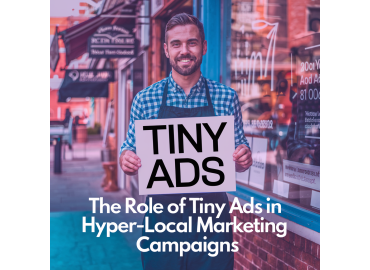 TINY
ADS
The Role of Tiny Ads in
Hyper-Local Marketing
Campaigns